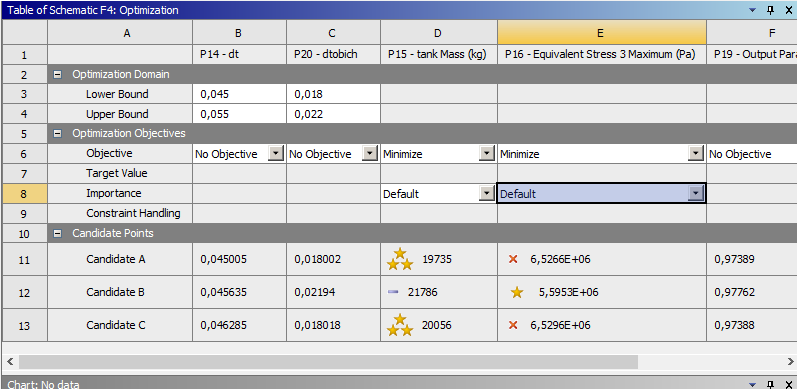 Table of Schematic F4: Optimization
A B C D E F
1 P14 - dt P20 - dtobich P15 - tank Mass (kg) P16 - Equivalent Stress 3 Maximum (Pa) P19 - Output Para
2 Optimization Domain
3 Lower Bound 0,045 0,018
4 Upper Bound 0,055 0,022
5 Optimization Objectives
6 Objective No Objective No Objective Minimize Minimize No Objective
7 Target Value
8 Importance Default Default
9 Constraint Handling
10 Candidate Points
11 Candidate A 0,045005 0,018002 19735 6,5266E+06 0,97389
12 Candidate B 0,045635 0,02194 21786 5,5953E+06 0,97762
13 Candidate C 0,046285 0,018018 20056 6,5296E+06 0,97388
Chart: No data